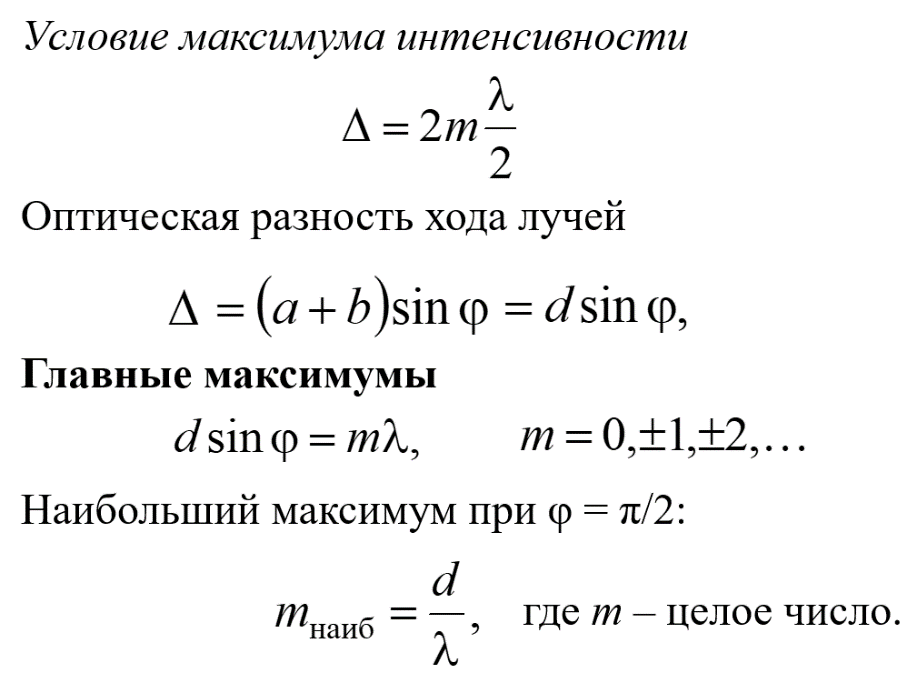 Условие максимума интенсивности
Δ = 2m λ/2
Оптическая разность хода лучей
Δ = (a + b)sin φ = d sin φ,
Главные максимумы
d sin φ = mλ, m = 0,±1,±2,…
Наибольший максимум при φ = π/2:
mнаиб = d/λ, где m – целое число.